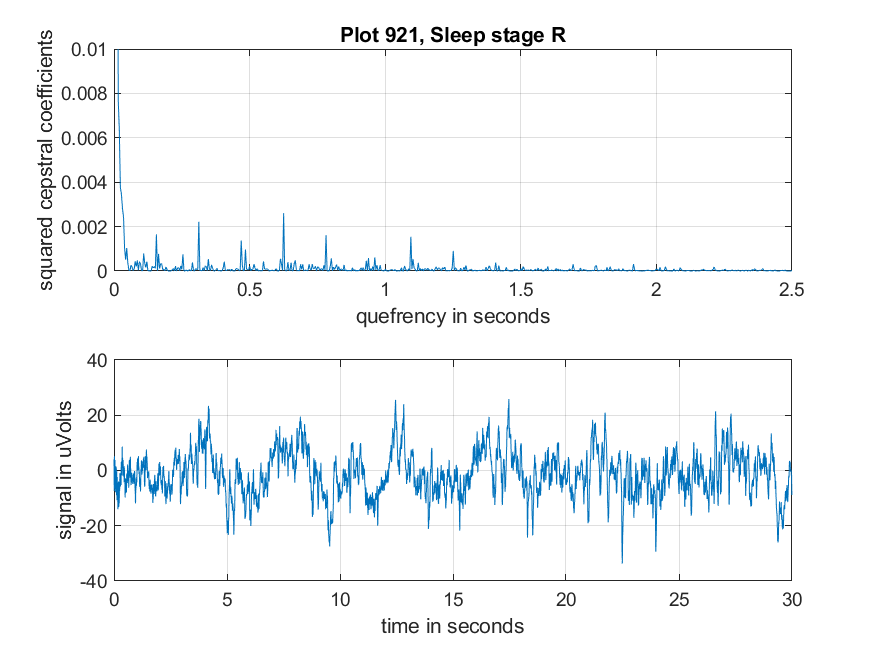 Plot 921, Sleep stage R
squared cepstral coefficients
0.01
0.008
0.006
0.004
0.002
0
0 0.5 1 1.5 2 2.5
quefrency in seconds
signal in uVolts
40
20
0
-20
-40
0 5 10 15 20 25 30
time in seconds